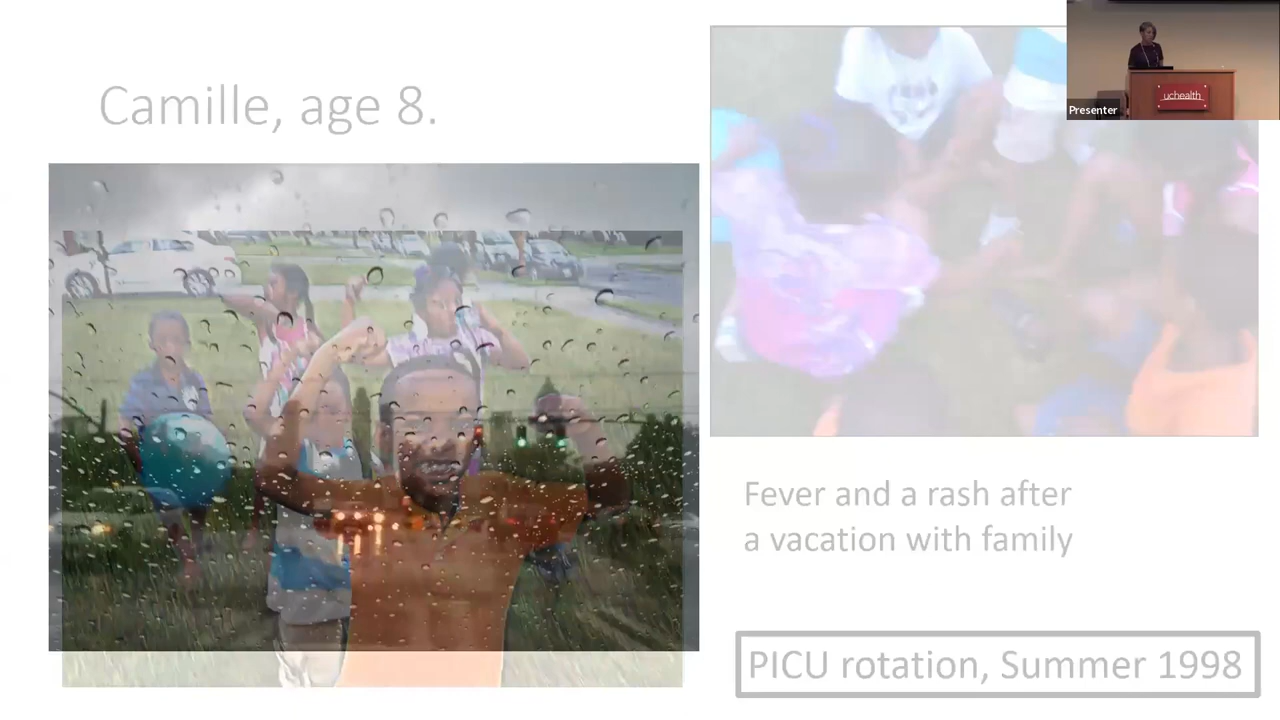 Camille, age 8.
uchealth
Presenter
Fever and a rash after
a vacation with family
PICU rotation, Summer 1998